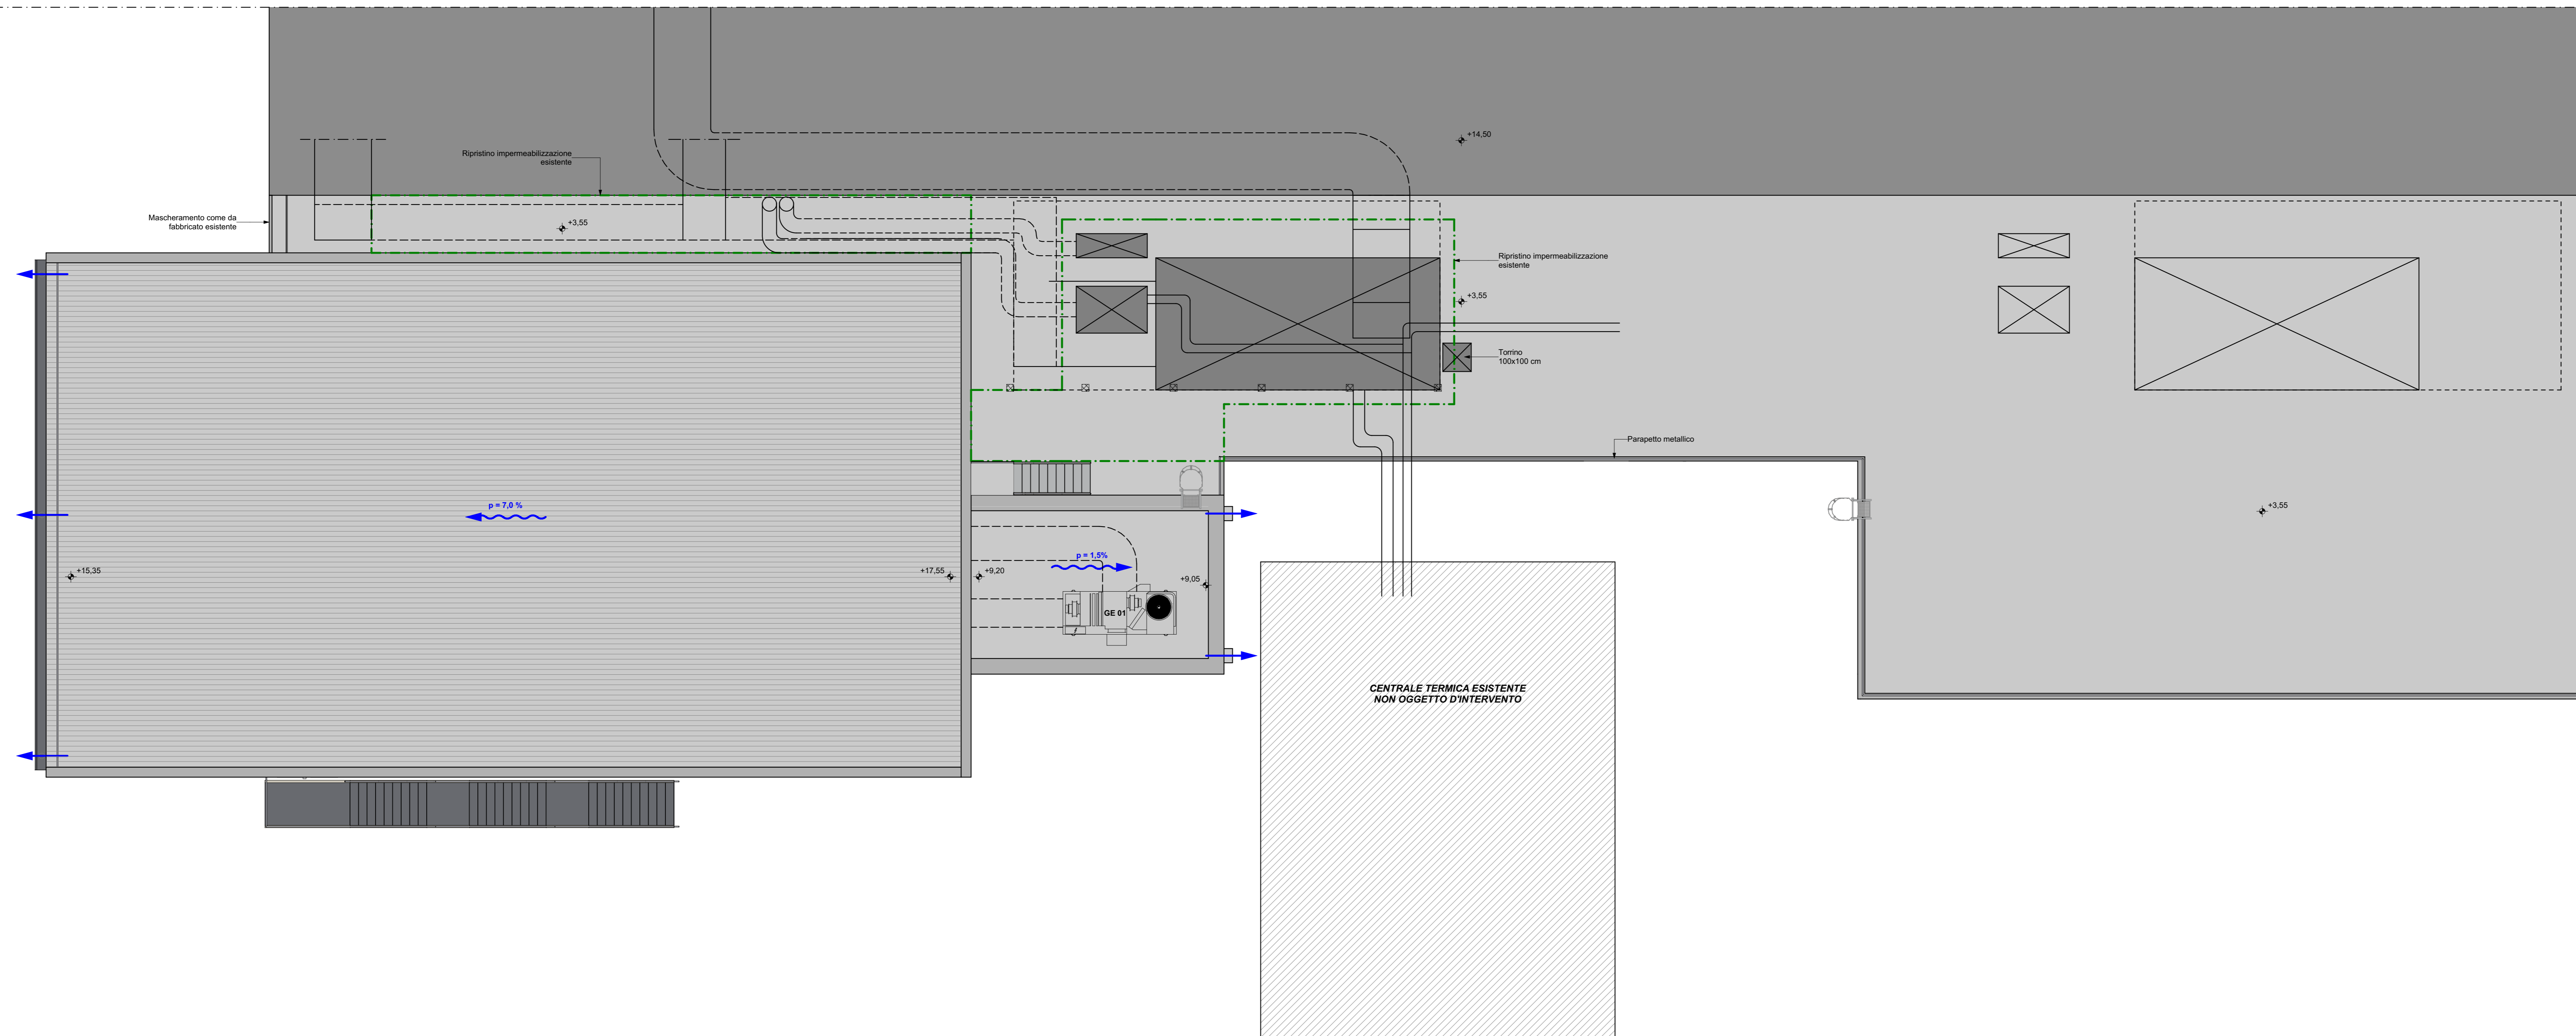 +14,50
Ripristino impermeabilizzazione
esistente
Mascheramento come da
fabbricato esistente
+3,55
Ripristino impermeabilizzazione
esistente
+3,55
Torrino
100x100 cm
Parapetto metallico
p = 7,0 %
+3,55
p = 1,5%
+15,35
+17,55
+9,20
+9,05
GE 01
CENTRALE TERMICA ESISTENTE
NON OGGETTO D'INTERVENTO